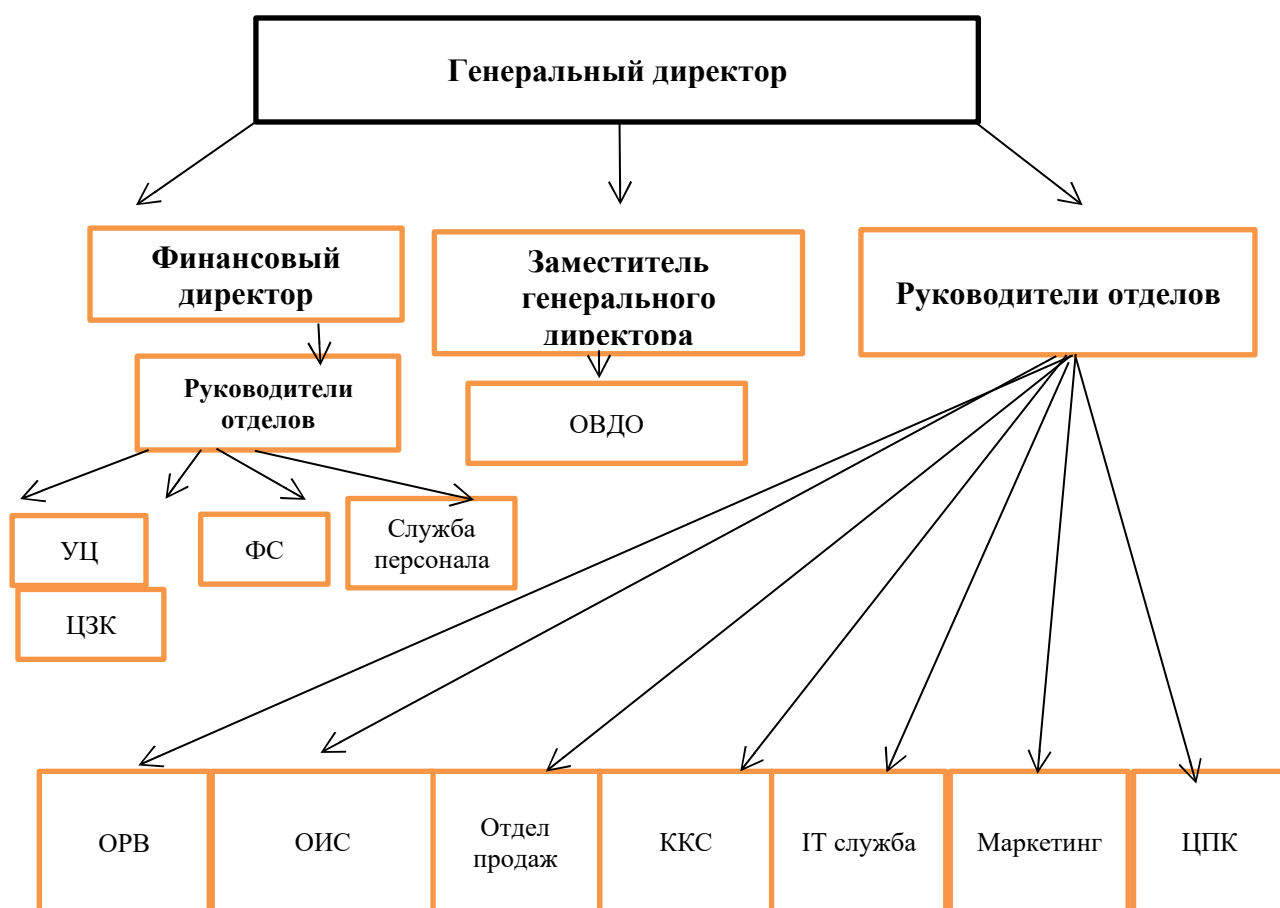 Генеральный директор
Финансовый
директор
Заместитель
генерального
директора
Руководители отделов
Руководители
отделов
ОВДО
УЦ
ФС
Служба
персонала
ЦЗК
ОРВ
ОИС
Отдел
продаж
ККС
IT служба
Маркетинг
ЦПК